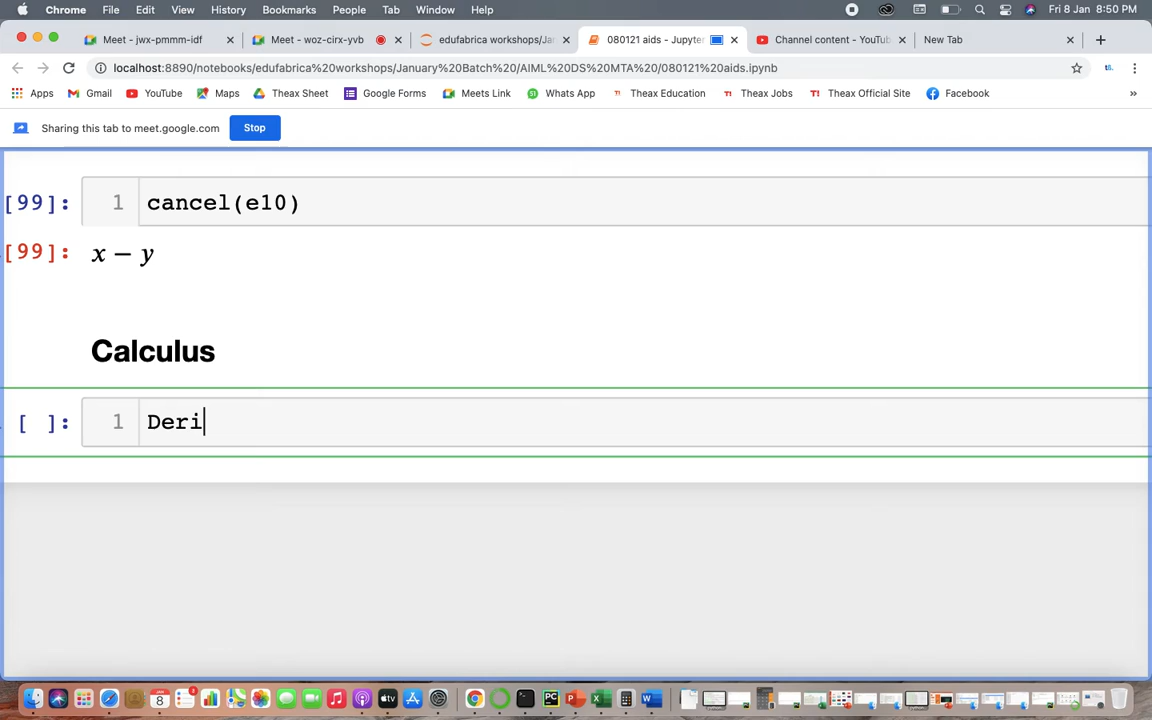 Chrome File Edit View History Bookmarks People Tab Window Help Fri 8 Jan 8:50 PM
Meet - jwx-pmmm-idf Meet - woz-cirx-yvb edufabrica workshops/Jan 080121 aids - Jupyter Channel content - YouTub New Tab
localhost:8890/notebooks/edufabrica%20workshops/January%20Batch%20/AIML%20DS%20MTA%20/080121%20aids.ipynb
Apps Gmail YouTube Maps Theax Sheet Google Forms Meets Link Whats App Theax Education Theax Jobs Theax Official Site Facebook »
Sharing this tab to meet.google.com Stop
[99]: 1 cancel(e10)
[99]: x − y
Calculus
[ ]: 1 Deri